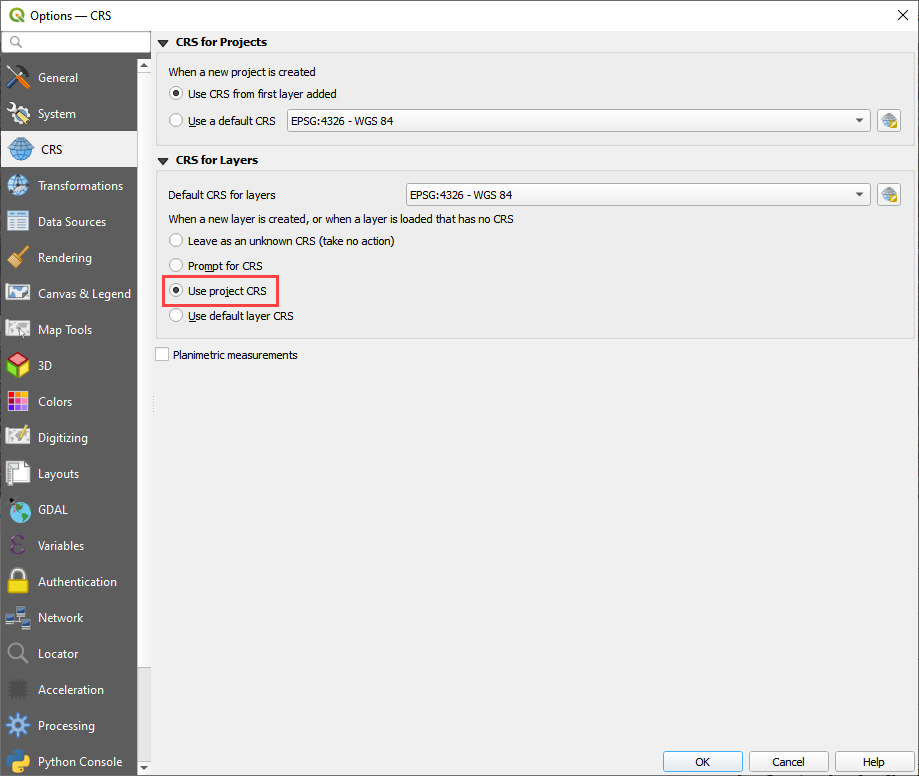 Options — CRS
General
System
CRS
Transformations
Data Sources
Rendering
Canvas & Legend
Map Tools
3D
Colors
Digitizing
Layouts
GDAL
Variables
Authentication
Network
Locator
Acceleration
Processing
Python Console
CRS for Projects
When a new project is created
Use CRS from first layer added
Use a default CRS EPSG:4326 - WGS 84
CRS for Layers
Default CRS for layers EPSG:4326 - WGS 84
When a new layer is created, or when a layer is loaded that has no CRS
Leave as an unknown CRS (take no action)
Prompt for CRS
Use project CRS
Use default layer CRS
Planimetric measurements
OK Cancel Help